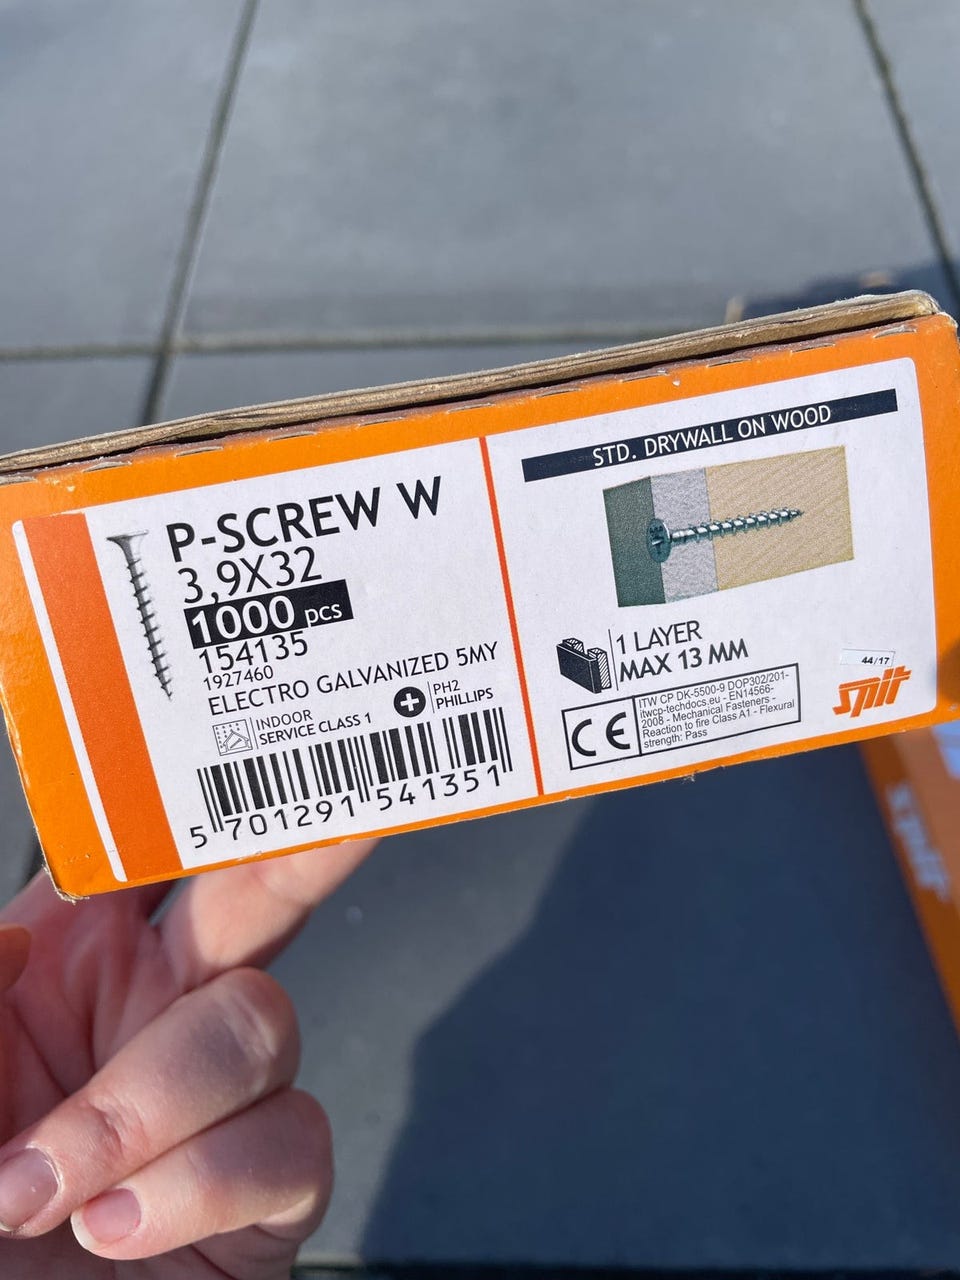 P-SCREW W
3,9X32
1000 pcs
154135
1927460
ELECTRO GALVANIZED 5MY
INDOOR
SERVICE CLASS 1
PH2
PHILLIPS
5 701291 541351
STD. DRYWALL ON WOOD
1 LAYER
MAX 13 MM
44/17
CE
ITW CP DK-5500-9 DOP302/201-
itwcp-techdocs.eu - EN14566-
2008 - Mechanical Fasteners -
Reaction to fire Class A1 - Flexural
strength: Pass
spit
spit